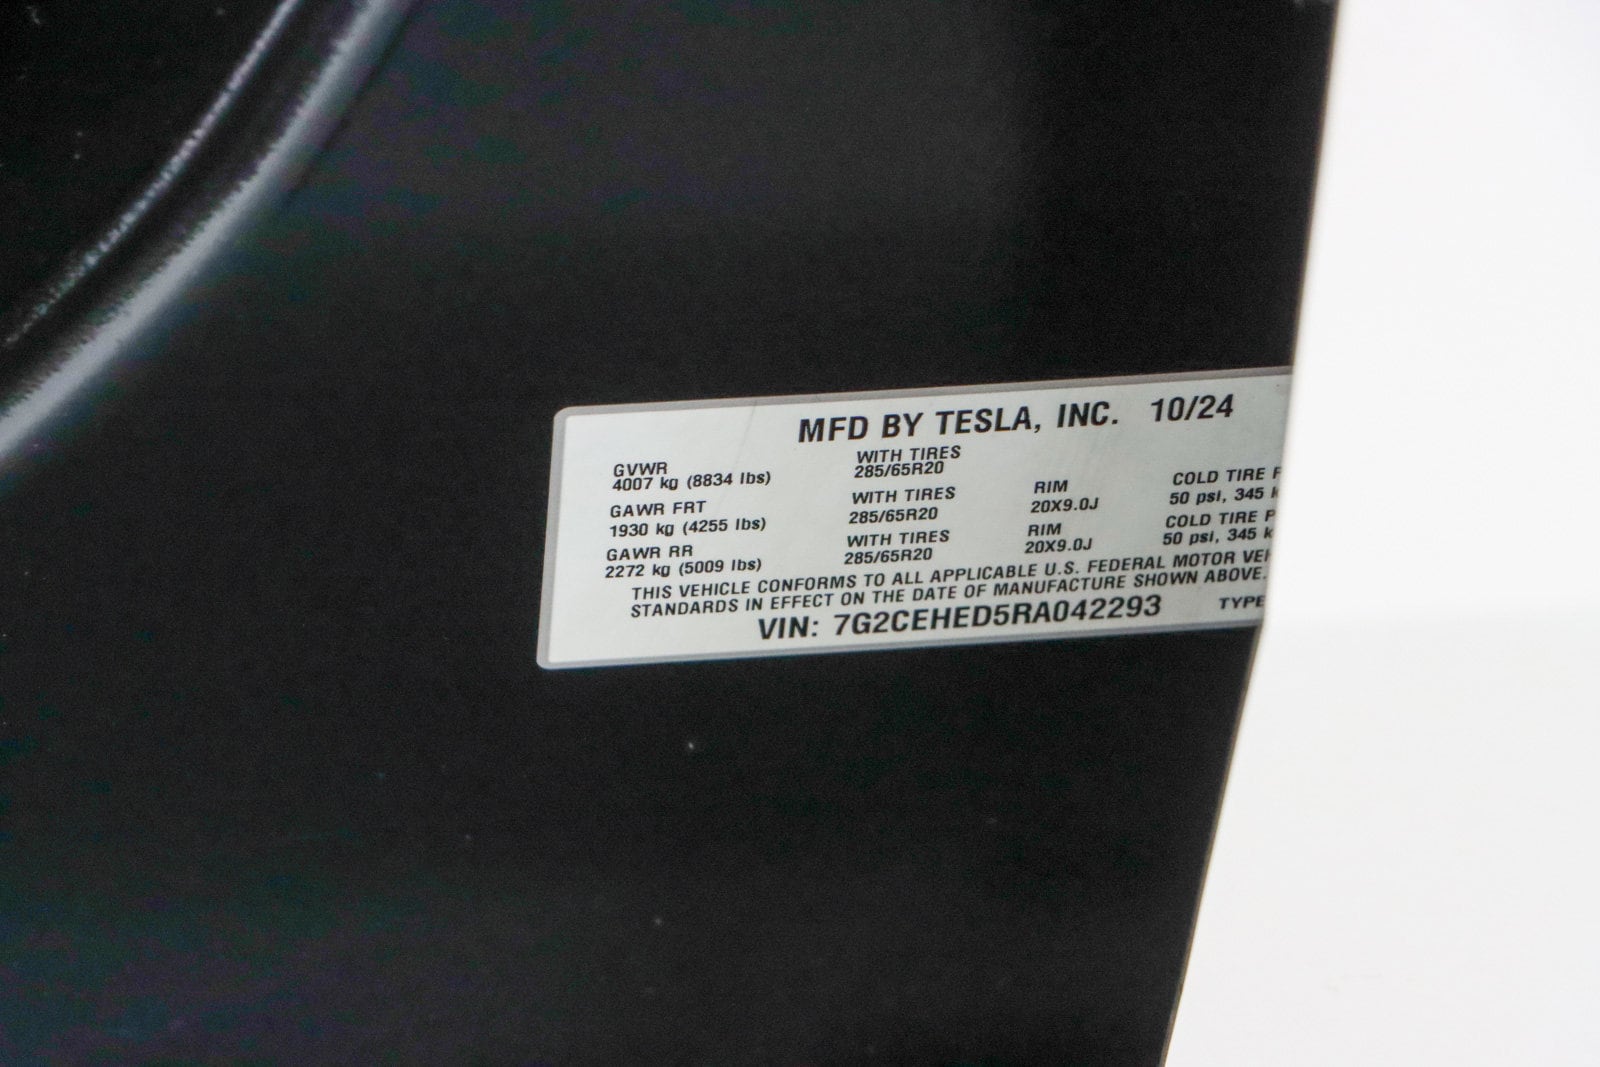 MFD BY TESLA, INC. 10/24
GVWR WITH TIRES
4007 kg (8834 lbs) 285/65R20
GAWR FRT WITH TIRES RIM COLD TIRE P
1930 kg (4255 lbs) 285/65R20 20X9.0J 50 psi, 345 k
GAWR RR WITH TIRES RIM COLD TIRE P
2272 kg (5009 lbs) 285/65R20 20X9.0J 50 psi, 345 k
THIS VEHICLE CONFORMS TO ALL APPLICABLE U.S. FEDERAL MOTOR VEH
STANDARDS IN EFFECT ON THE DATE OF MANUFACTURE SHOWN ABOVE.
VIN: 7G2CEHED5RA042293 TYPE